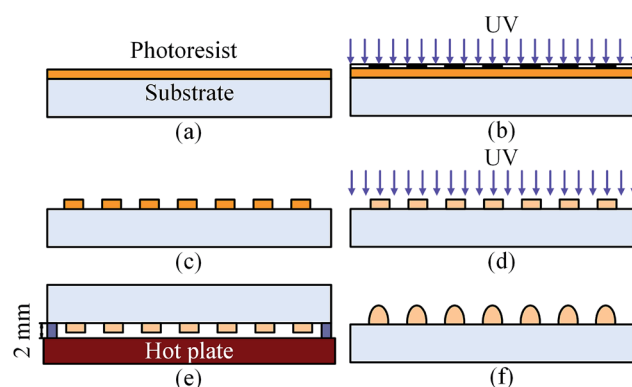 Photoresist
Substrate
(a)
UV
(b)
(c)
UV
(d)
2 mm
Hot plate
(e)
(f)